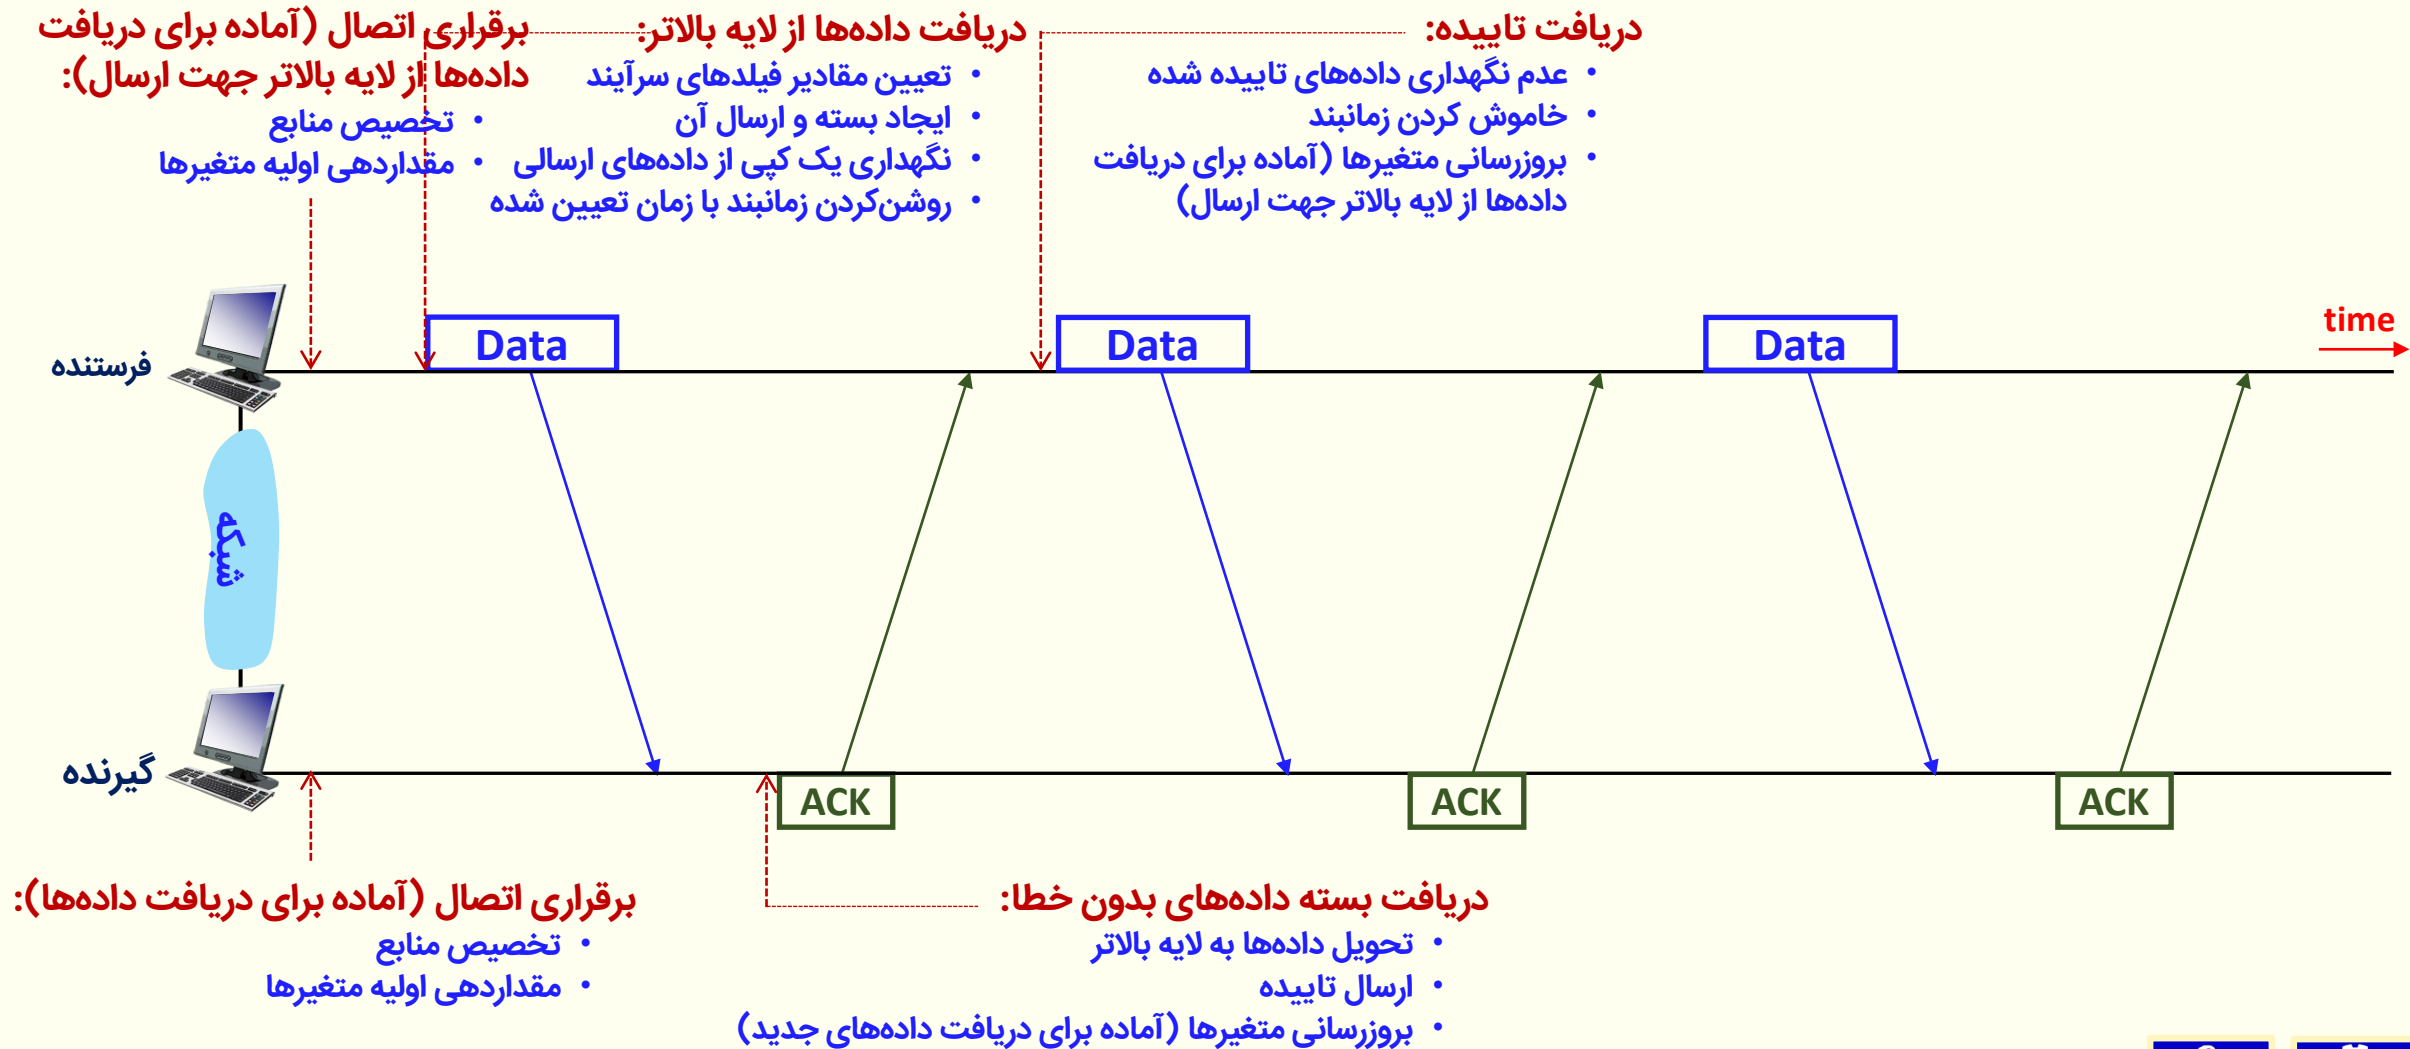 برقراری اتصال (آماده برای دریافت
داده‌ها از لایه بالاتر جهت ارسال):
• تخصیص منابع
• مقداردهی اولیه متغیرها
دریافت داده‌ها از لایه بالاتر:
• تعیین مقادیر فیلدهای سرآیند
• ایجاد بسته و ارسال آن
• نگهداری یک کپی از داده‌های ارسالی
• روشن‌کردن زمانبند با زمان تعیین شده
دریافت تاییده:
• عدم نگهداری داده‌های تاییده شده
• خاموش کردن زمانبند
• بروزرسانی متغیرها (آماده برای دریافت
داده‌ها از لایه بالاتر جهت ارسال)
time
فرستنده
Data
Data
Data
شبکه
گیرنده
ACK
ACK
ACK
برقراری اتصال (آماده برای دریافت داده‌ها):
• تخصیص منابع
• مقداردهی اولیه متغیرها
دریافت بسته داده‌های بدون خطا:
• تحویل داده‌ها به لایه بالاتر
• ارسال تاییده
• بروزرسانی متغیرها (آماده برای دریافت داده‌های جدید)